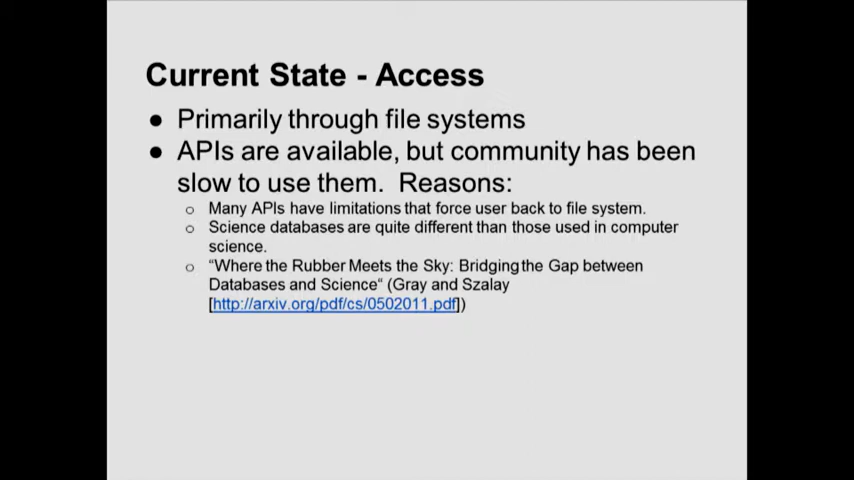 Current State - Access
● Primarily through file systems
● APIs are available, but community has been
slow to use them. Reasons:
○ Many APIs have limitations that force user back to file system.
○ Science databases are quite different than those used in computer
science.
○ “Where the Rubber Meets the Sky: Bridging the Gap between
Databases and Science“ (Gray and Szalay
[http://arxiv.org/pdf/cs/0502011.pdf])